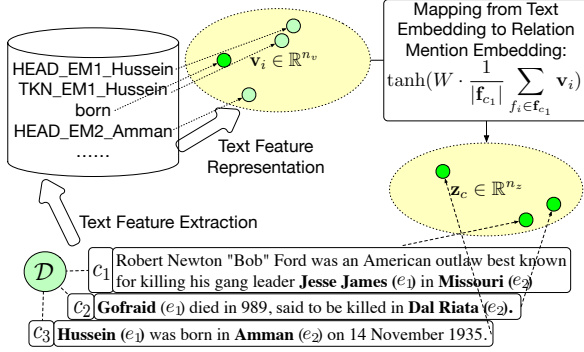 HEAD_EM1_Hussein
TKN_EM1_Hussein
born
HEAD_EM2_Amman
......
v_i ∈ ℝ^{n_v}
Mapping from Text
Embedding to Relation
Mention Embedding:
tanh(W · 1/|f_{c_1}| ∑_{f_i∈f_{c_1}} v_i)
Text Feature
Representation
z_c ∈ ℝ^{n_z}
Text Feature Extraction
D
c_1 Robert Newton "Bob" Ford was an American outlaw best known
for killing his gang leader Jesse James (e_1) in Missouri (e_2)
c_2 Gofraid (e_1) died in 989, said to be killed in Dal Riata (e_2).
c_3 Hussein (e_1) was born in Amman (e_2) on 14 November 1935.